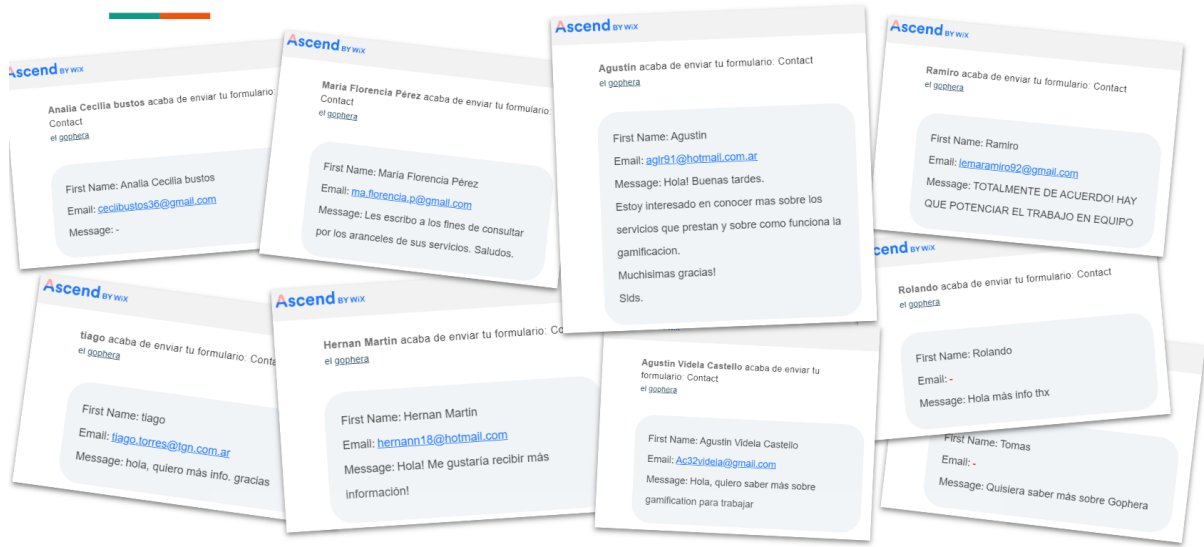 Ascend BY WIX
Analia Cecilia bustos acaba de enviar tu formulario:
Contact
el gophera
First Name: Analia Cecilia bustos
Email: ceclibustos36@gmail.com
Message: -
Ascend BY WIX
María Florencia Pérez acaba de enviar tu formulario:
Contact
el gophera
First Name: María Florencia Pérez
Email: ma.florencia.p@gmail.com
Message: Les escribo a los fines de consultar
por los aranceles de sus servicios. Saludos.
Ascend BY WIX
Agustin acaba de enviar tu formulario: Contact
el gophera
First Name: Agustin
Email: aglr91@hotmail.com.ar
Message: Hola! Buenas tardes.
Estoy interesado en conocer mas sobre los
servicios que prestan y sobre como funciona la
gamificacion.
Muchisimas gracias!
Slds.
Ascend BY WIX
Ramiro acaba de enviar tu formulario: Contact
el gophera
First Name: Ramiro
Email: lemaramiro92@gmail.com
Message: TOTALMENTE DE ACUERDO! HAY
QUE POTENCIAR EL TRABAJO EN EQUIPO
Ascend BY WIX
tiago acaba de enviar tu formulario: Conta
el gophera
First Name: tiago
Email: tiago.torres@tgn.com.ar
Message: hola, quiero más info. gracias
Ascend BY WIX
Hernan Martin acaba de enviar tu formulario: Co
el gophera
First Name: Hernan Martin
Email: hernann18@hotmail.com
Message: Hola! Me gustaría recibir más
información!
Agustin Videla Castello acaba de enviar tu
formulario: Contact
el gophera
First Name: Agustin Videla Castello
Email: Ac32videla@gmail.com
Message: Hola, quiero saber más sobre
gamification para trabajar
cend BY WIX
Rolando acaba de enviar tu formulario: Contact
el gophera
First Name: Rolando
Email: -
Message: Hola más info thx
First Name: Tomas
Email: -
Message: Quisiera saber más sobre Gophera